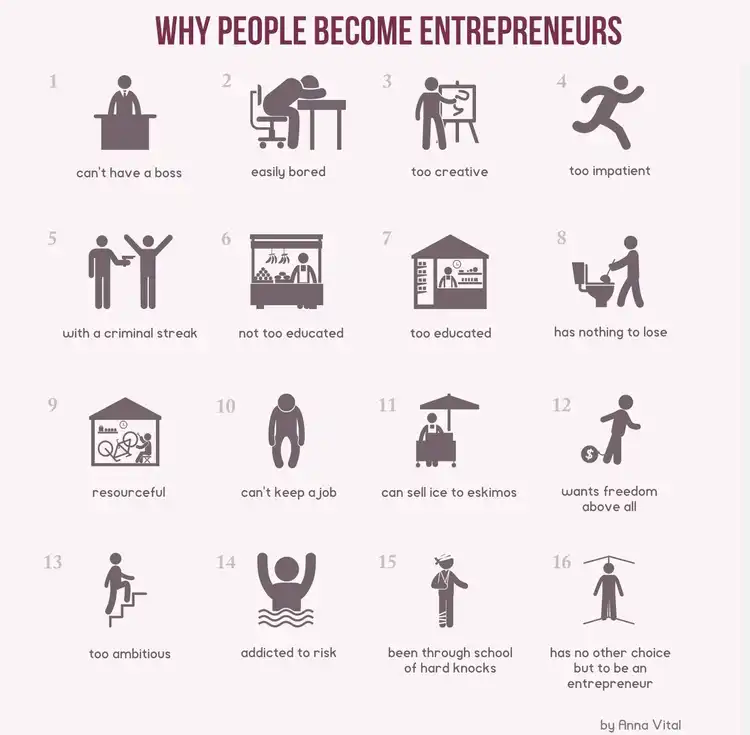 WHY PEOPLE BECOME ENTREPRENEURS
1
can't have a boss
2
easily bored
3
too creative
4
too impatient
5
with a criminal streak
6
not too educated
7
too educated
8
has nothing to lose
9
resourceful
10
can't keep a job
11
can sell ice to eskimos
12
wants freedom
above all
$
13
too ambitious
14
addicted to risk
15
been through school
of hard knocks
16
has no other choice
but to be an
entrepreneur
by Anna Vital